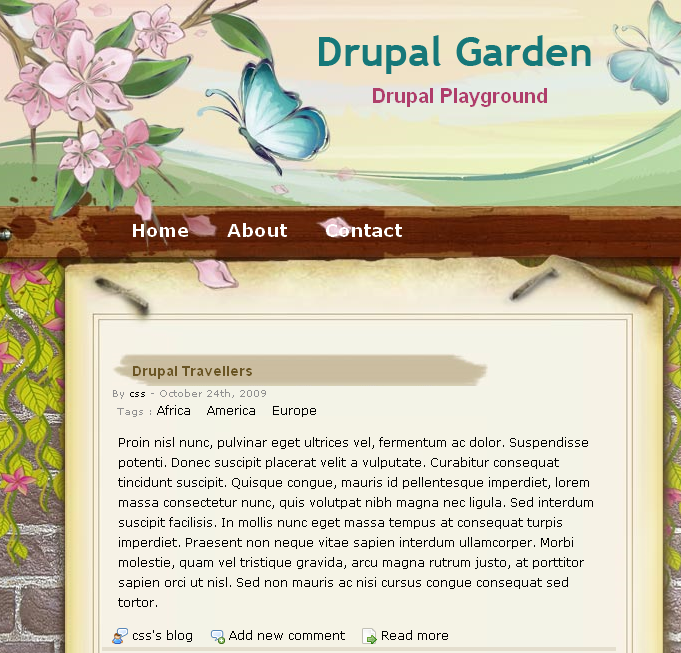 Drupal Garden
Drupal Playground
Home About Contact
Drupal Travellers
By css - October 24th, 2009
Tags : Africa America Europe
Proin nisl nunc, pulvinar eget ultrices vel, fermentum ac dolor. Suspendisse
potenti. Donec suscipit placerat velit a vulputate. Curabitur consequat
tincidunt suscipit. Quisque congue, mauris id pellentesque imperdiet, lorem
massa consectetur nunc, quis volutpat nibh magna nec ligula. Sed interdum
suscipit facilisis. In mollis nunc eget massa tempus at consequat turpis
imperdiet. Praesent non neque vitae sapien interdum ullamcorper. Morbi
molestie, quam vel tristique gravida, arcu magna rutrum justo, at porttitor
sapien orci ut nisl. Sed non mauris ac nisi cursus congue consequat sed
tortor.
css's blog Add new comment Read more